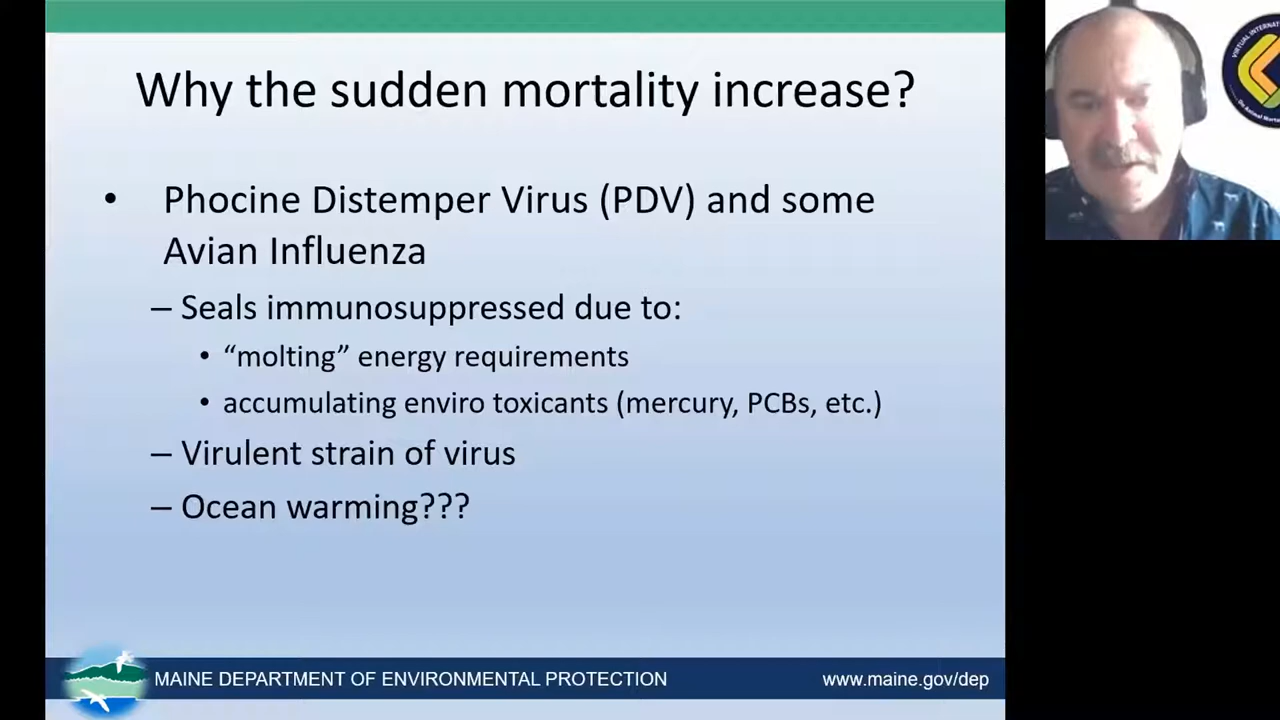 Why the sudden mortality increase?
• Phocine Distemper Virus (PDV) and some
Avian Influenza
– Seals immunosuppressed due to:
• “molting” energy requirements
• accumulating enviro toxicants (mercury, PCBs, etc.)
– Virulent strain of virus
– Ocean warming???
MAINE DEPARTMENT OF ENVIRONMENTAL PROTECTION
www.maine.gov/dep
VIRTUAL